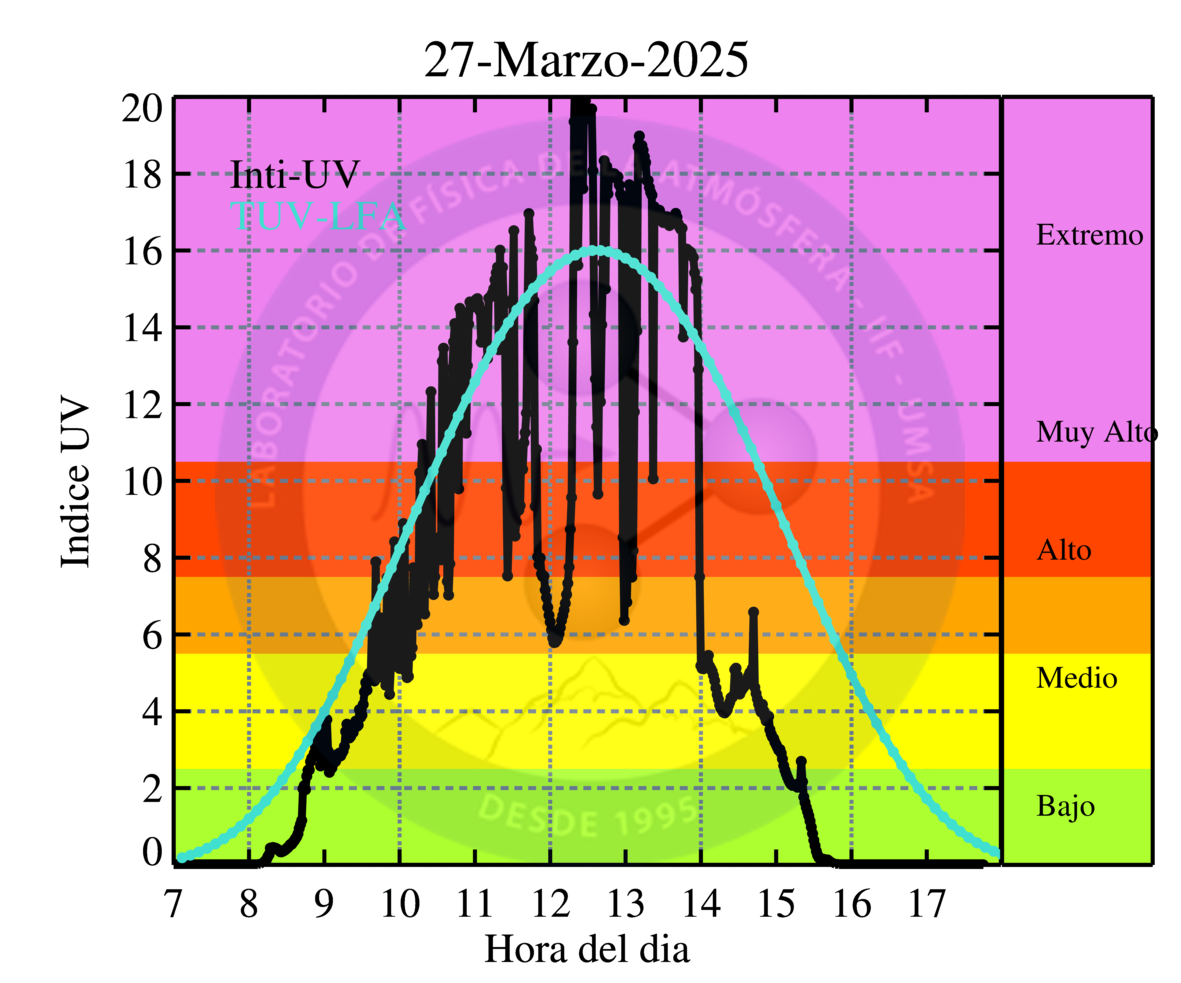 27-Marzo-2025
Inti-UV
TUV-LFA
LABORATORIO DE FÍSICA DE LA ATMÓSFERA - IIF - UMSA
DESDE 1995
Indice UV
20
18
16
14
12
10
8
6
4
2
0
Extremo
Muy Alto
Alto
Medio
Bajo
7 8 9 10 11 12 13 14 15 16 17
Hora del dia